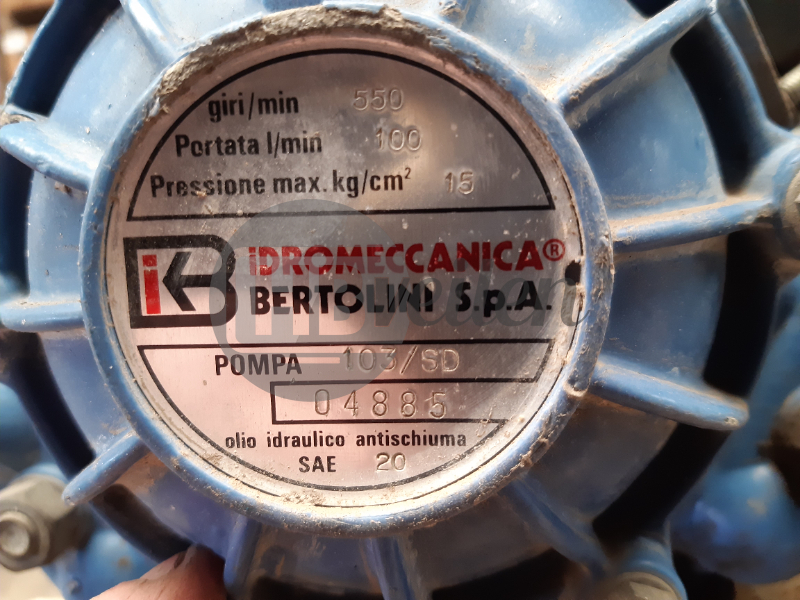 giri/min 550
Portata l/min 100
Pressione max. kg/cm² 15
iDROMECCANICA®
BERTOLINI S.p.A.
POMPA 103/SD
04885
olio idraulico antischiuma
SAE 20